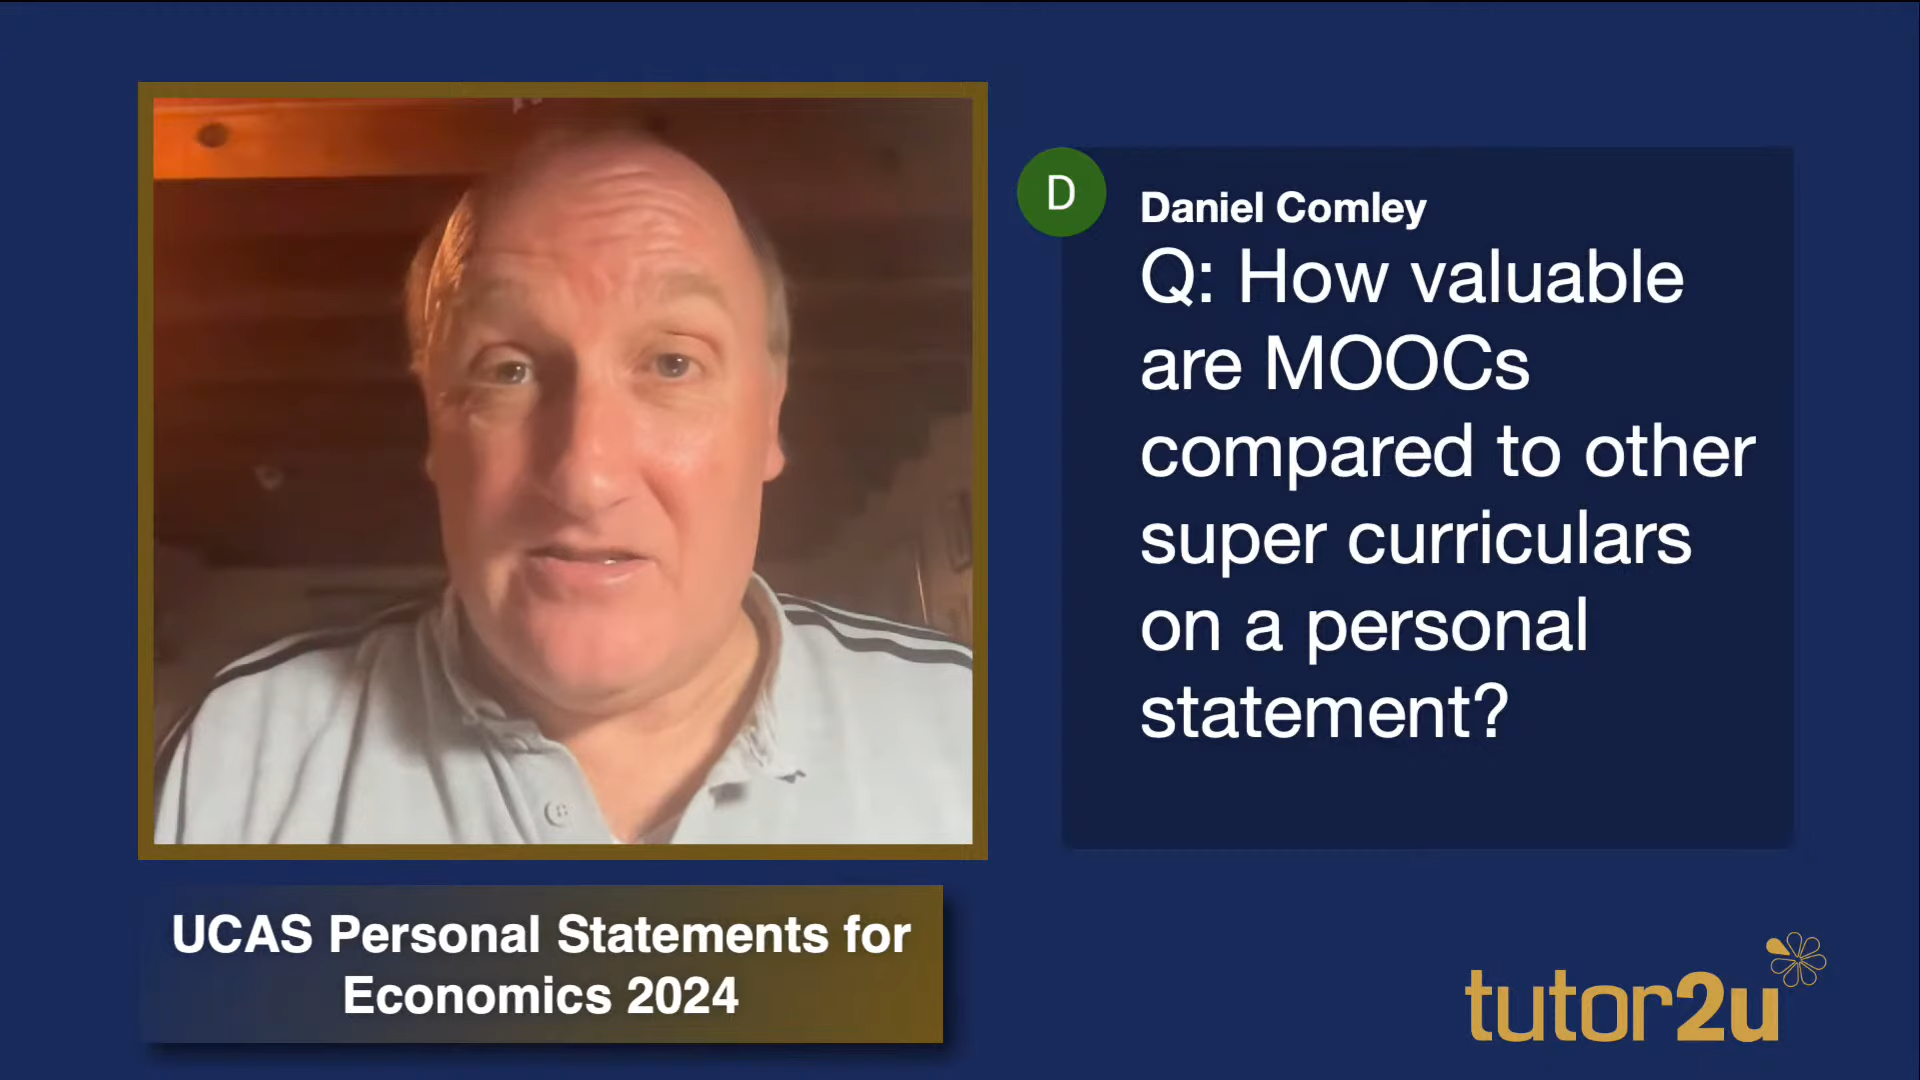 D
Daniel Comley
Q: How valuable
are MOOCs
compared to other
super curriculars
on a personal
statement?
UCAS Personal Statements for
Economics 2024
tutor2u